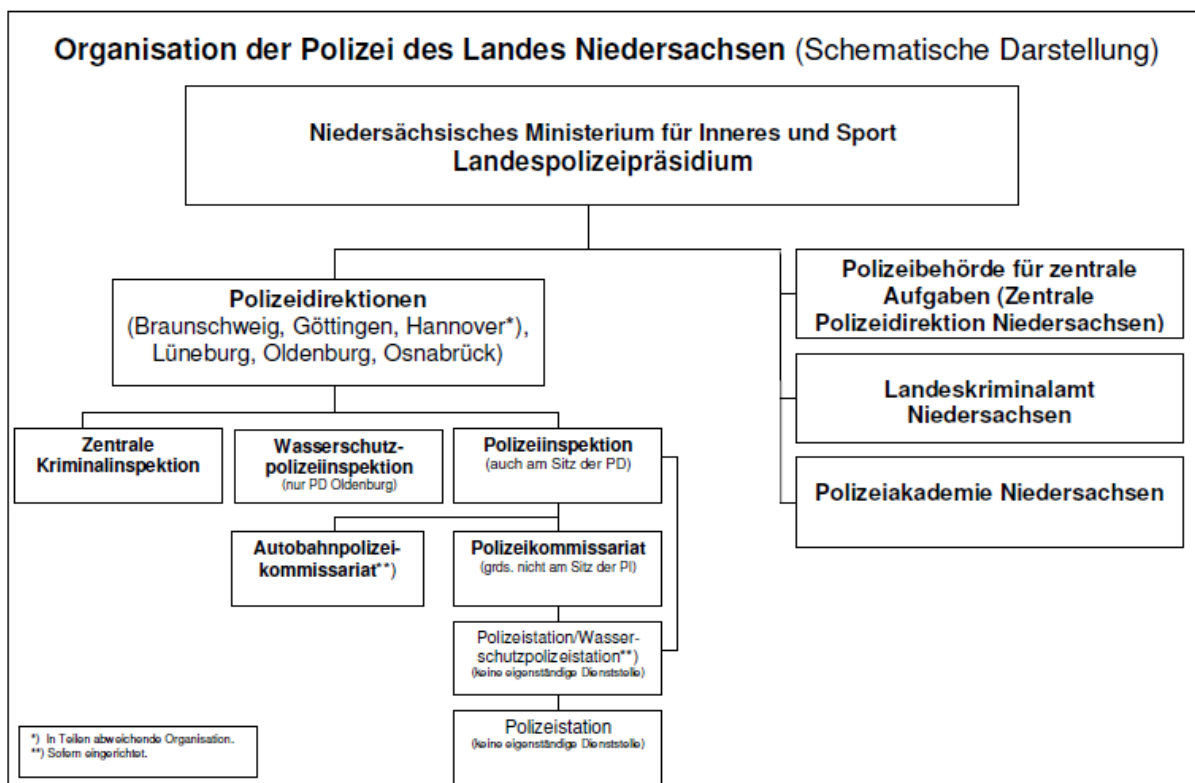 Organisation der Polizei des Landes Niedersachsen (Schematische Darstellung)
Niedersächsisches Ministerium für Inneres und Sport
Landespolizeipräsidium
Polizeidirektionen
(Braunschweig, Göttingen, Hannover*),
Lüneburg, Oldenburg, Osnabrück)
Polizeibehörde für zentrale
Aufgaben (Zentrale
Polizeidirektion Niedersachsen)
Landeskriminalamt
Niedersachsen
Polizeiakademie Niedersachsen
Zentrale
Kriminalinspektion
Wasserschutz-
polizeiinspektion
(nur PD Oldenburg)
Polizeiinspektion
(auch am Sitz der PD)
Autobahnpolizei-
kommissariat**)
Polizeikommissariat
(grds. nicht am Sitz der PI)
Polizeistation/Wasser-
schutzpolizeistation**)
(keine eigenständige Dienststelle)
Polizeistation
(keine eigenständige Dienststelle)
*) In Teilen abweichende Organisation.
**) Sofern eingerichtet.